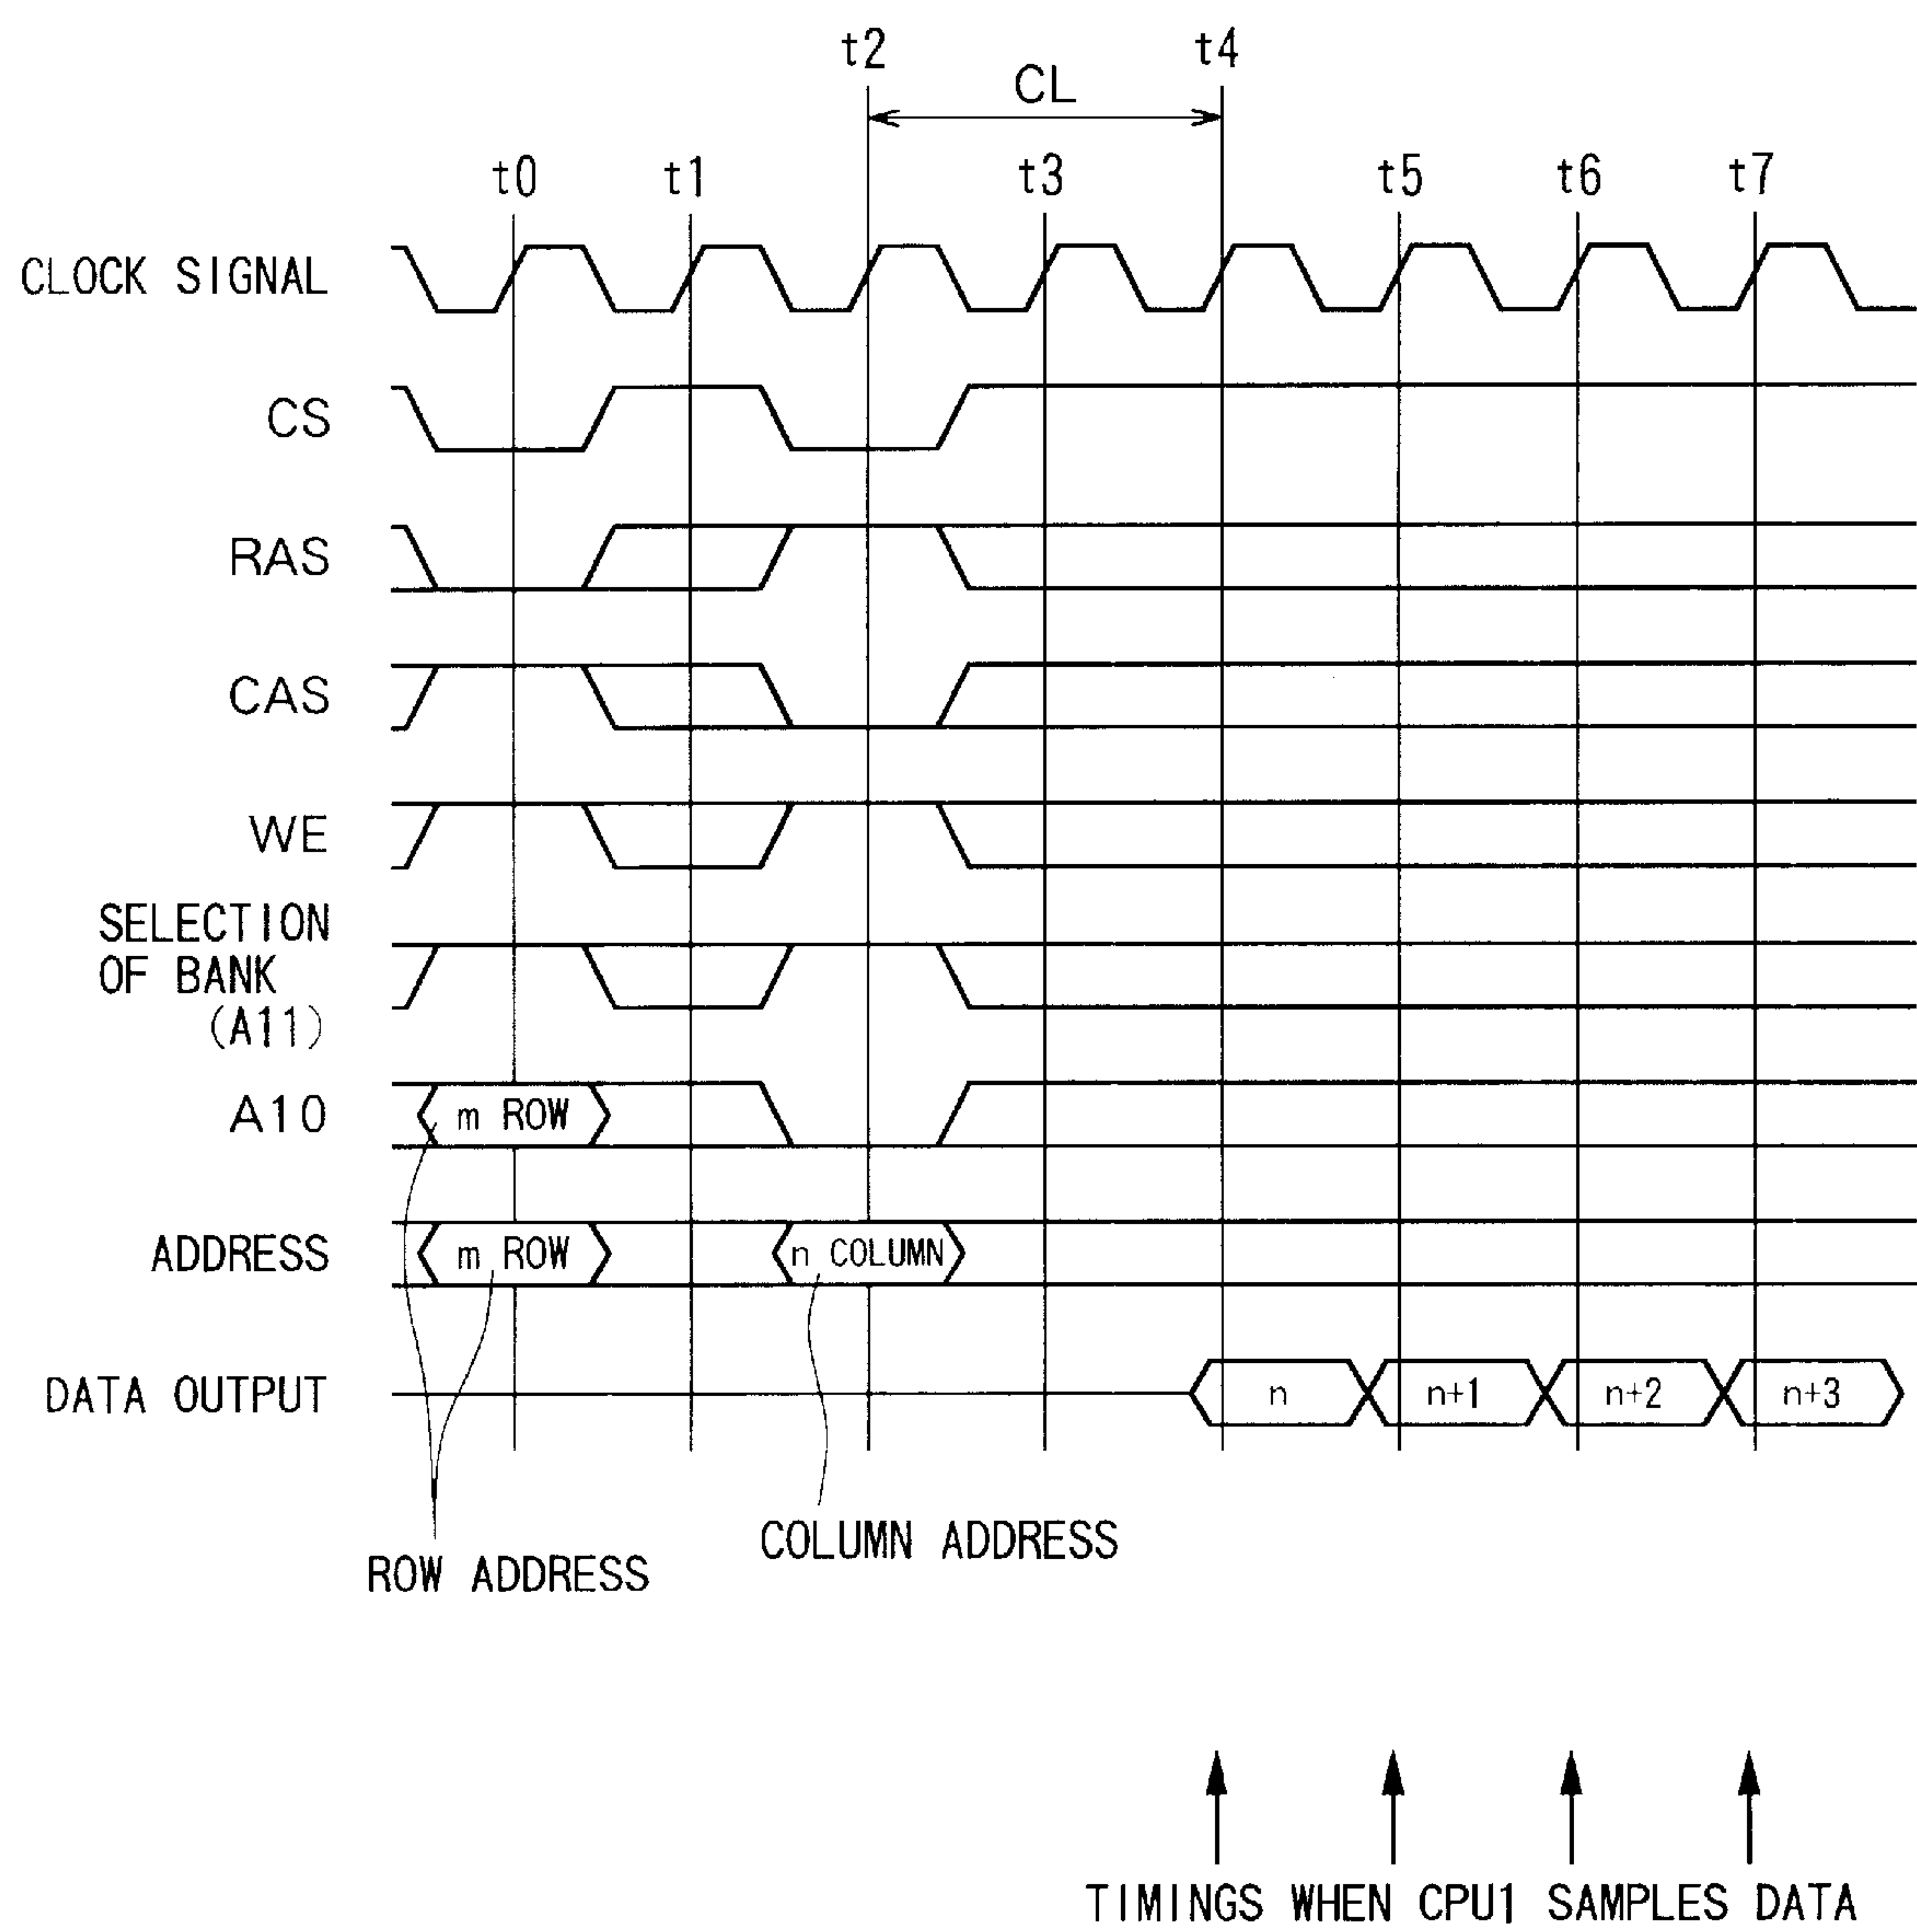 t2 t4
CL
t0 t1 t3 t5 t6 t7
CLOCK SIGNAL
CS
RAS
CAS
WE
SELECTION
OF BANK
(A11)
A10 m ROW
ADDRESS m ROW n COLUMN
DATA OUTPUT n n+1 n+2 n+3
COLUMN ADDRESS
ROW ADDRESS
TIMINGS WHEN CPU1 SAMPLES DATA